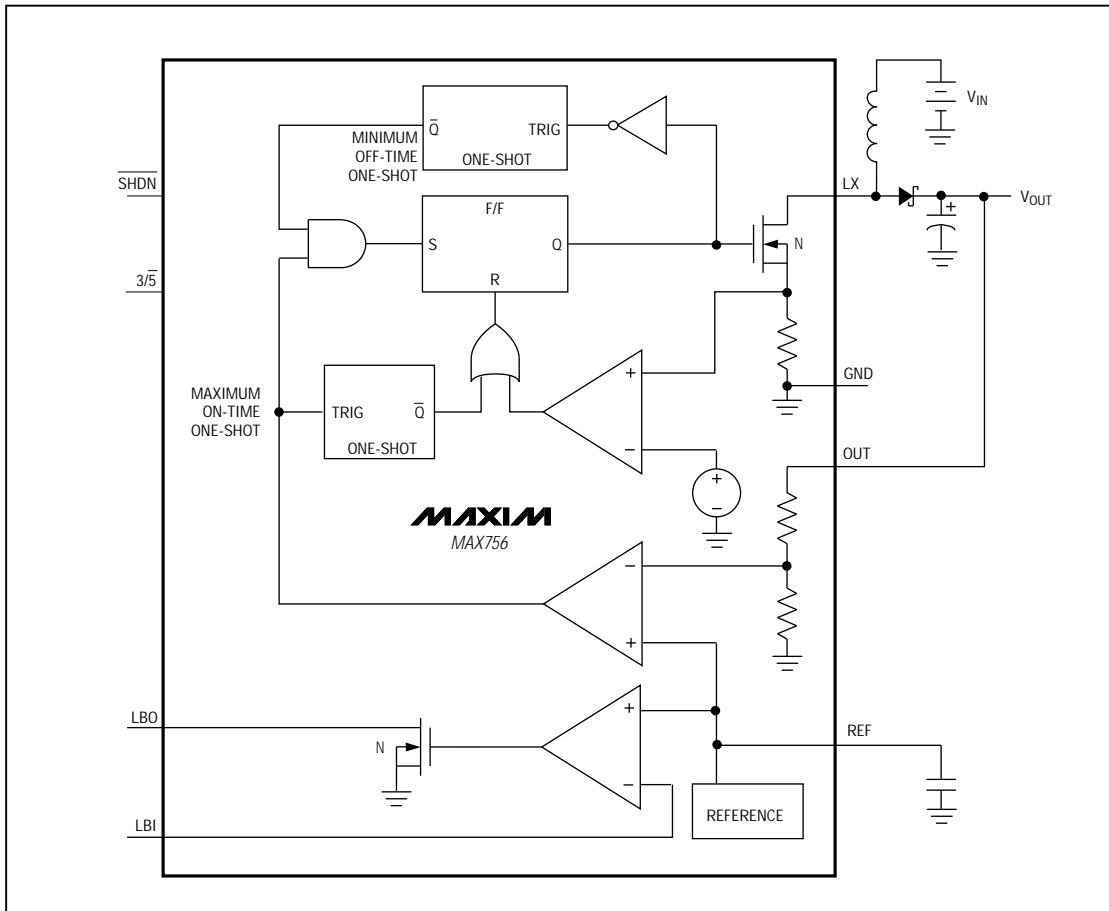 V_IN
Q̅
TRIG
MINIMUM
OFF-TIME
ONE-SHOT
ONE-SHOT
S̅H̅D̅N̅
LX
V_OUT
F/F
S
Q
N
R
3/5̅
GND
MAXIMUM
ON-TIME
ONE-SHOT
TRIG
Q̅
ONE-SHOT
+
−
+
−
+
OUT
MAXIM
MAX756
−
+
LBO
N
+
−
REF
REFERENCE
LBI